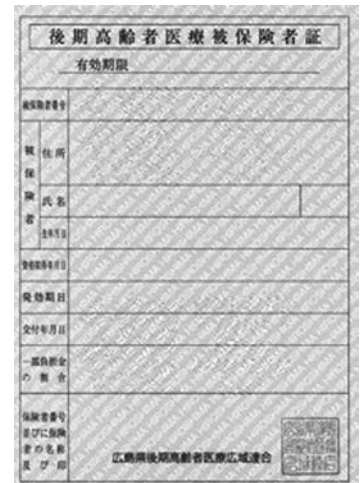 後期高齢者医療被保険者証
有効期限
被保険者番号
被保険者
住所
氏名
生年月日
資格取得年月日
発効期日
交付年月日
一部負担金
の割合
保険者番号
並びに保険
者の名称
及び印
広島県後期高齢者医療広域連合